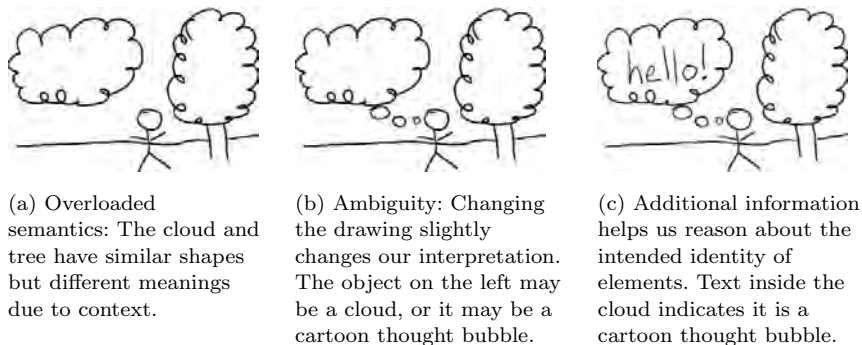 hello!
(a) Overloaded
semantics: The cloud and
tree have similar shapes
but different meanings
due to context.
(b) Ambiguity: Changing
the drawing slightly
changes our interpretation.
The object on the left may
be a cloud, or it may be a
cartoon thought bubble.
(c) Additional information
helps us reason about the
intended identity of
elements. Text inside the
cloud indicates it is a
cartoon thought bubble.